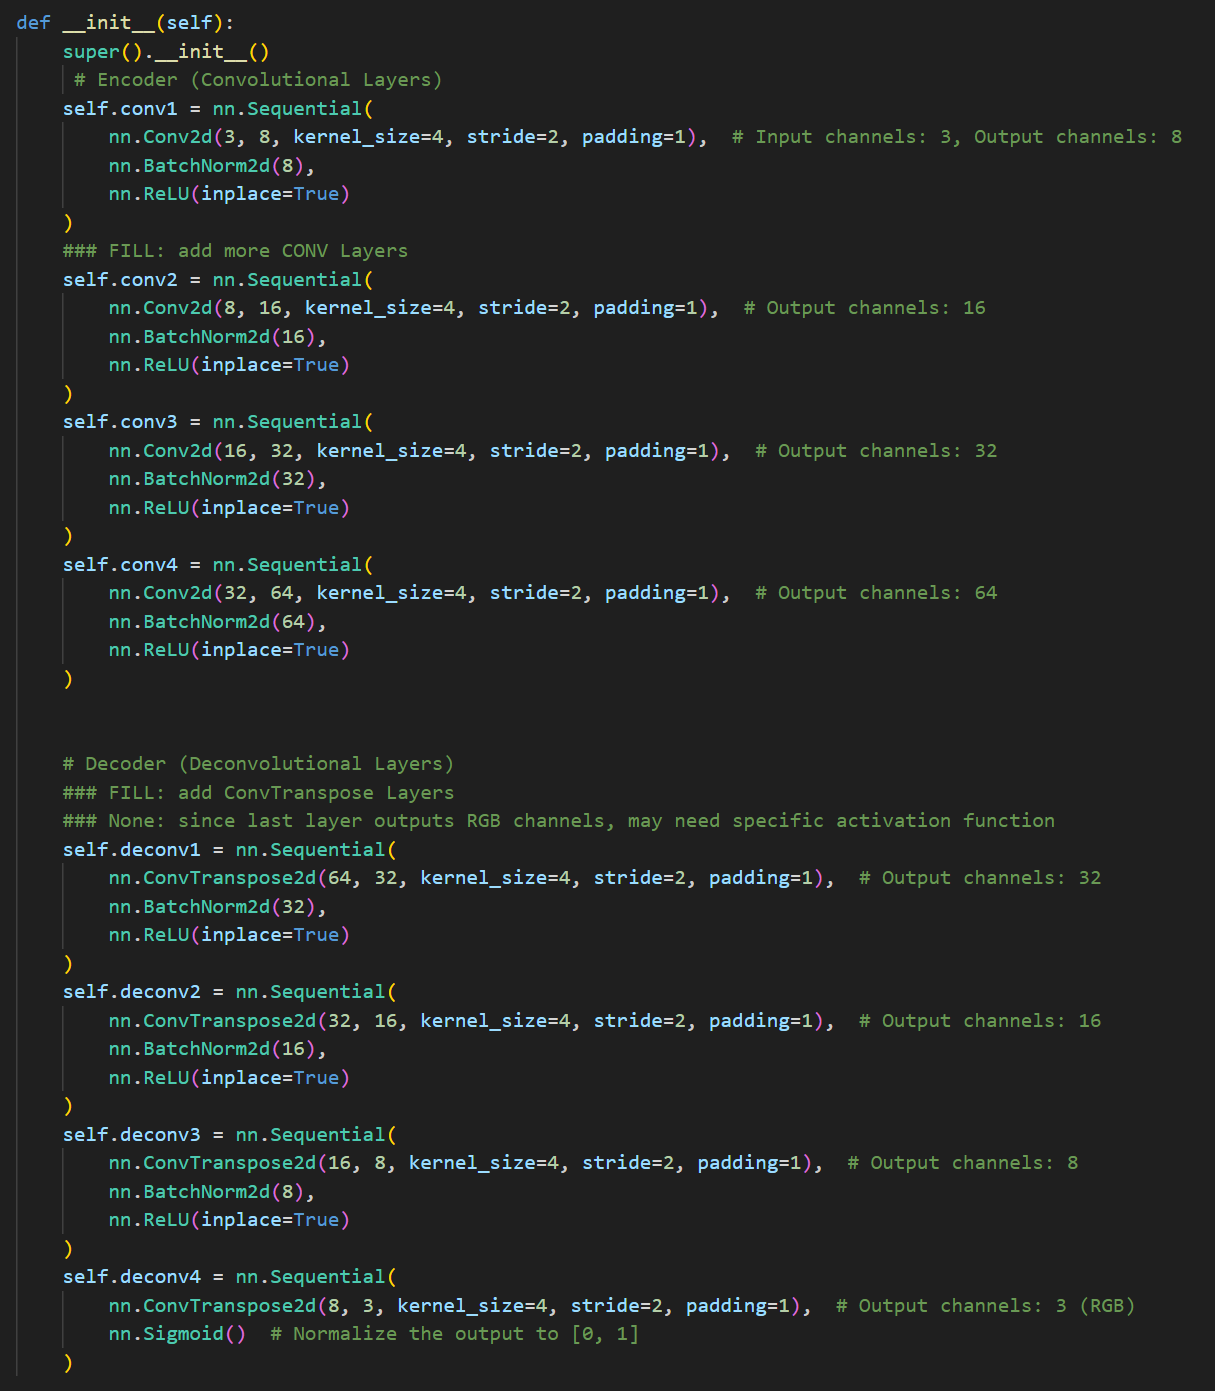 def __init__(self):
    super().__init__()
     # Encoder (Convolutional Layers)
    self.conv1 = nn.Sequential(
        nn.Conv2d(3, 8, kernel_size=4, stride=2, padding=1),  # Input channels: 3, Output channels: 8
        nn.BatchNorm2d(8),
        nn.ReLU(inplace=True)
    )
    ### FILL: add more CONV Layers
    self.conv2 = nn.Sequential(
        nn.Conv2d(8, 16, kernel_size=4, stride=2, padding=1),  # Output channels: 16
        nn.BatchNorm2d(16),
        nn.ReLU(inplace=True)
    )
    self.conv3 = nn.Sequential(
        nn.Conv2d(16, 32, kernel_size=4, stride=2, padding=1),  # Output channels: 32
        nn.BatchNorm2d(32),
        nn.ReLU(inplace=True)
    )
    self.conv4 = nn.Sequential(
        nn.Conv2d(32, 64, kernel_size=4, stride=2, padding=1),  # Output channels: 64
        nn.BatchNorm2d(64),
        nn.ReLU(inplace=True)
    )


    # Decoder (Deconvolutional Layers)
    ### FILL: add ConvTranspose Layers
    ### None: since last layer outputs RGB channels, may need specific activation function
    self.deconv1 = nn.Sequential(
        nn.ConvTranspose2d(64, 32, kernel_size=4, stride=2, padding=1),  # Output channels: 32
        nn.BatchNorm2d(32),
        nn.ReLU(inplace=True)
    )
    self.deconv2 = nn.Sequential(
        nn.ConvTranspose2d(32, 16, kernel_size=4, stride=2, padding=1),  # Output channels: 16
        nn.BatchNorm2d(16),
        nn.ReLU(inplace=True)
    )
    self.deconv3 = nn.Sequential(
        nn.ConvTranspose2d(16, 8, kernel_size=4, stride=2, padding=1),  # Output channels: 8
        nn.BatchNorm2d(8),
        nn.ReLU(inplace=True)
    )
    self.deconv4 = nn.Sequential(
        nn.ConvTranspose2d(8, 3, kernel_size=4, stride=2, padding=1),  # Output channels: 3 (RGB)
        nn.Sigmoid()  # Normalize the output to [0, 1]
    )